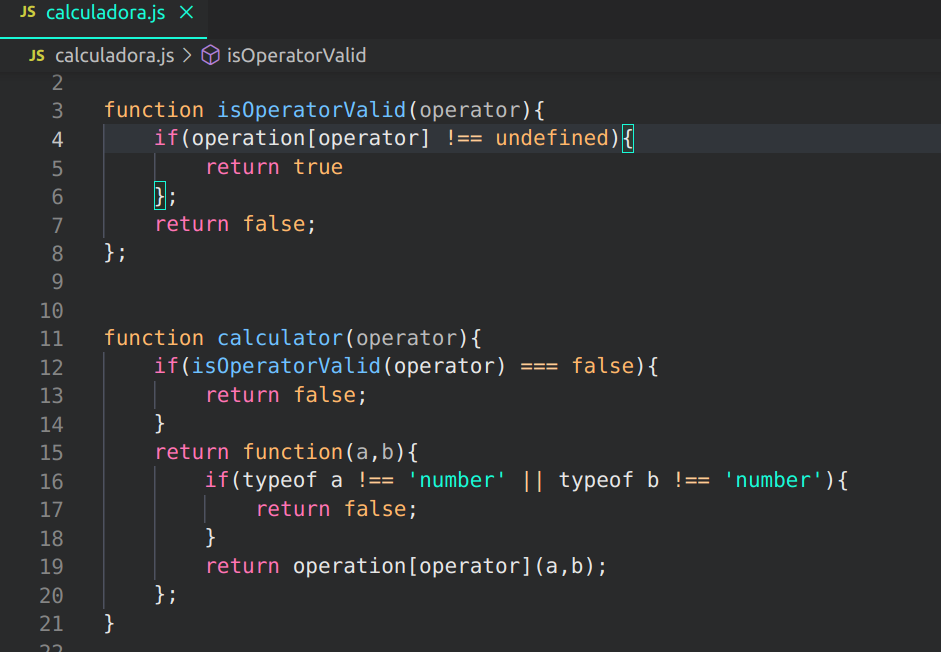 JS calculadora.js ×
JS calculadora.js > isOperatorValid
2
3 function isOperatorValid(operator){
4     if(operation[operator] !== undefined){
5         return true
6     };
7     return false;
8 };
9
10
11 function calculator(operator){
12     if(isOperatorValid(operator) === false){
13         return false;
14     }
15     return function(a,b){
16         if(typeof a !== 'number' || typeof b !== 'number'){
17             return false;
18         }
19         return operation[operator](a,b);
20     };
21 }
22